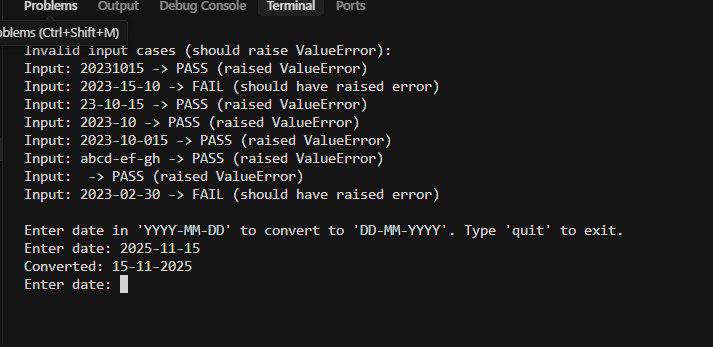 Problems Output Debug Console Terminal Ports
oblems (Ctrl+Shift+M)
Invalid input cases (should raise ValueError):
Input: 20231015 -> PASS (raised ValueError)
Input: 2023-15-10 -> FAIL (should have raised error)
Input: 23-10-15 -> PASS (raised ValueError)
Input: 2023-10 -> PASS (raised ValueError)
Input: 2023-10-015 -> PASS (raised ValueError)
Input: abcd-ef-gh -> PASS (raised ValueError)
Input:  -> PASS (raised ValueError)
Input: 2023-02-30 -> FAIL (should have raised error)
Enter date in 'YYYY-MM-DD' to convert to 'DD-MM-YYYY'. Type 'quit' to exit.
Enter date: 2025-11-15
Converted: 15-11-2025
Enter date: